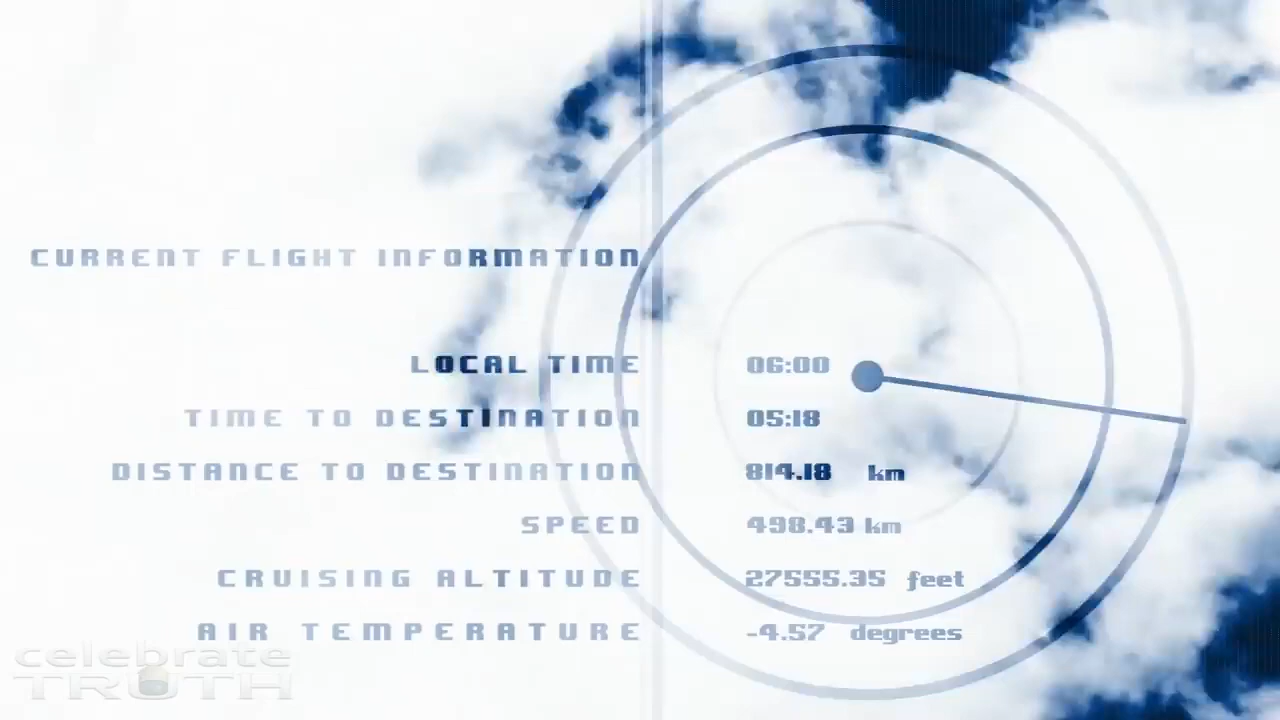 CURRENT FLIGHT INFORMATION
LOCAL TIME 06:00
TIME TO DESTINATION 05:18
DISTANCE TO DESTINATION 814.18 km
SPEED 498.43 km
CRUISING ALTITUDE 27555.35 feet
AIR TEMPERATURE -4.57 degrees
celebrate
TRUTH